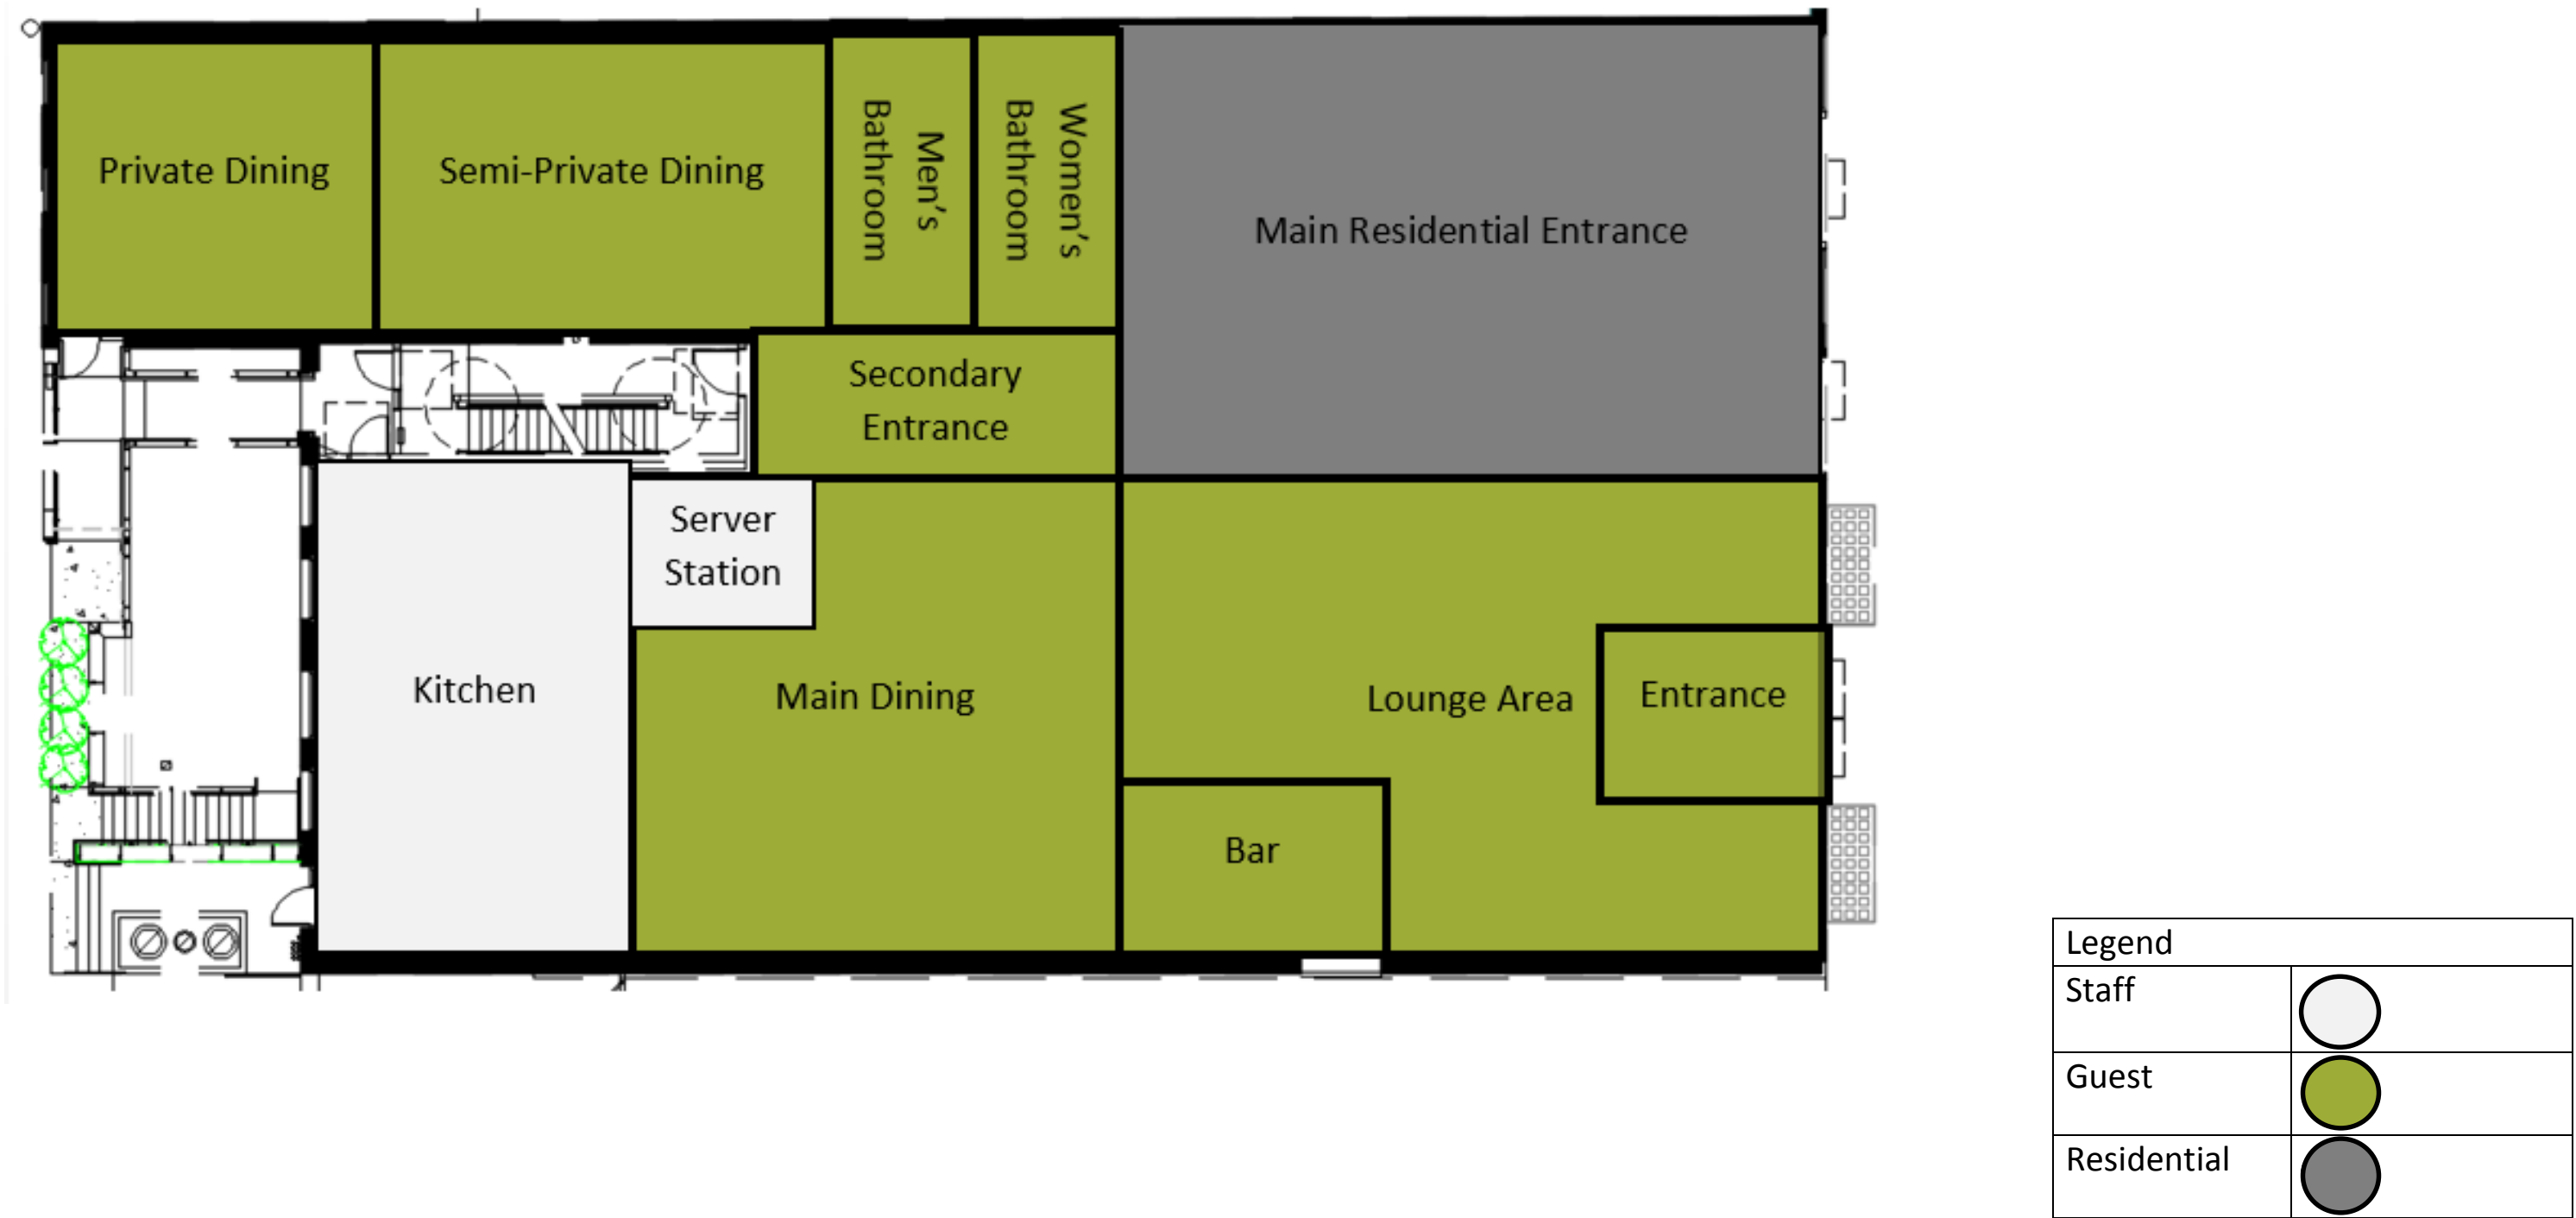 Private Dining
Semi-Private Dining
Men's
Bathroom
Women's
Bathroom
Main Residential Entrance
Secondary
Entrance
Server
Station
Kitchen
Main Dining
Lounge Area
Entrance
Bar
Legend
Staff
Guest
Residential